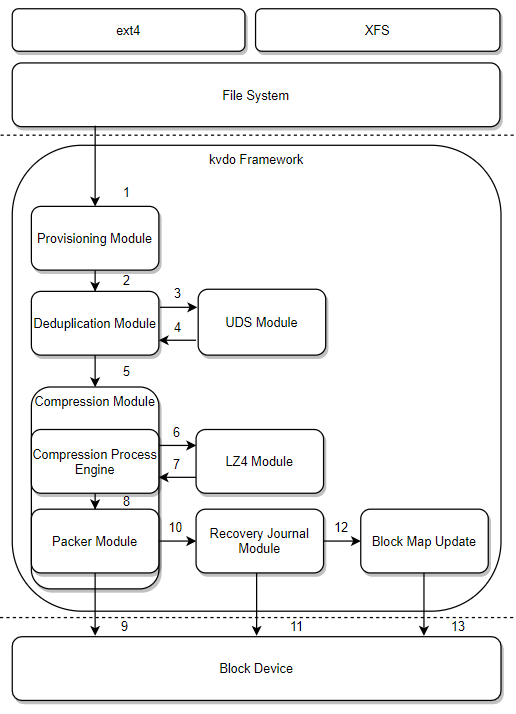 ext4
XFS
File System
kvdo Framework
1
Provisioning Module
2
Deduplication Module
3
4
UDS Module
5
Compression Module
Compression Process
Engine
6
7
LZ4 Module
8
Packer Module
10
Recovery Journal
Module
12
Block Map Update
9
11
13
Block Device